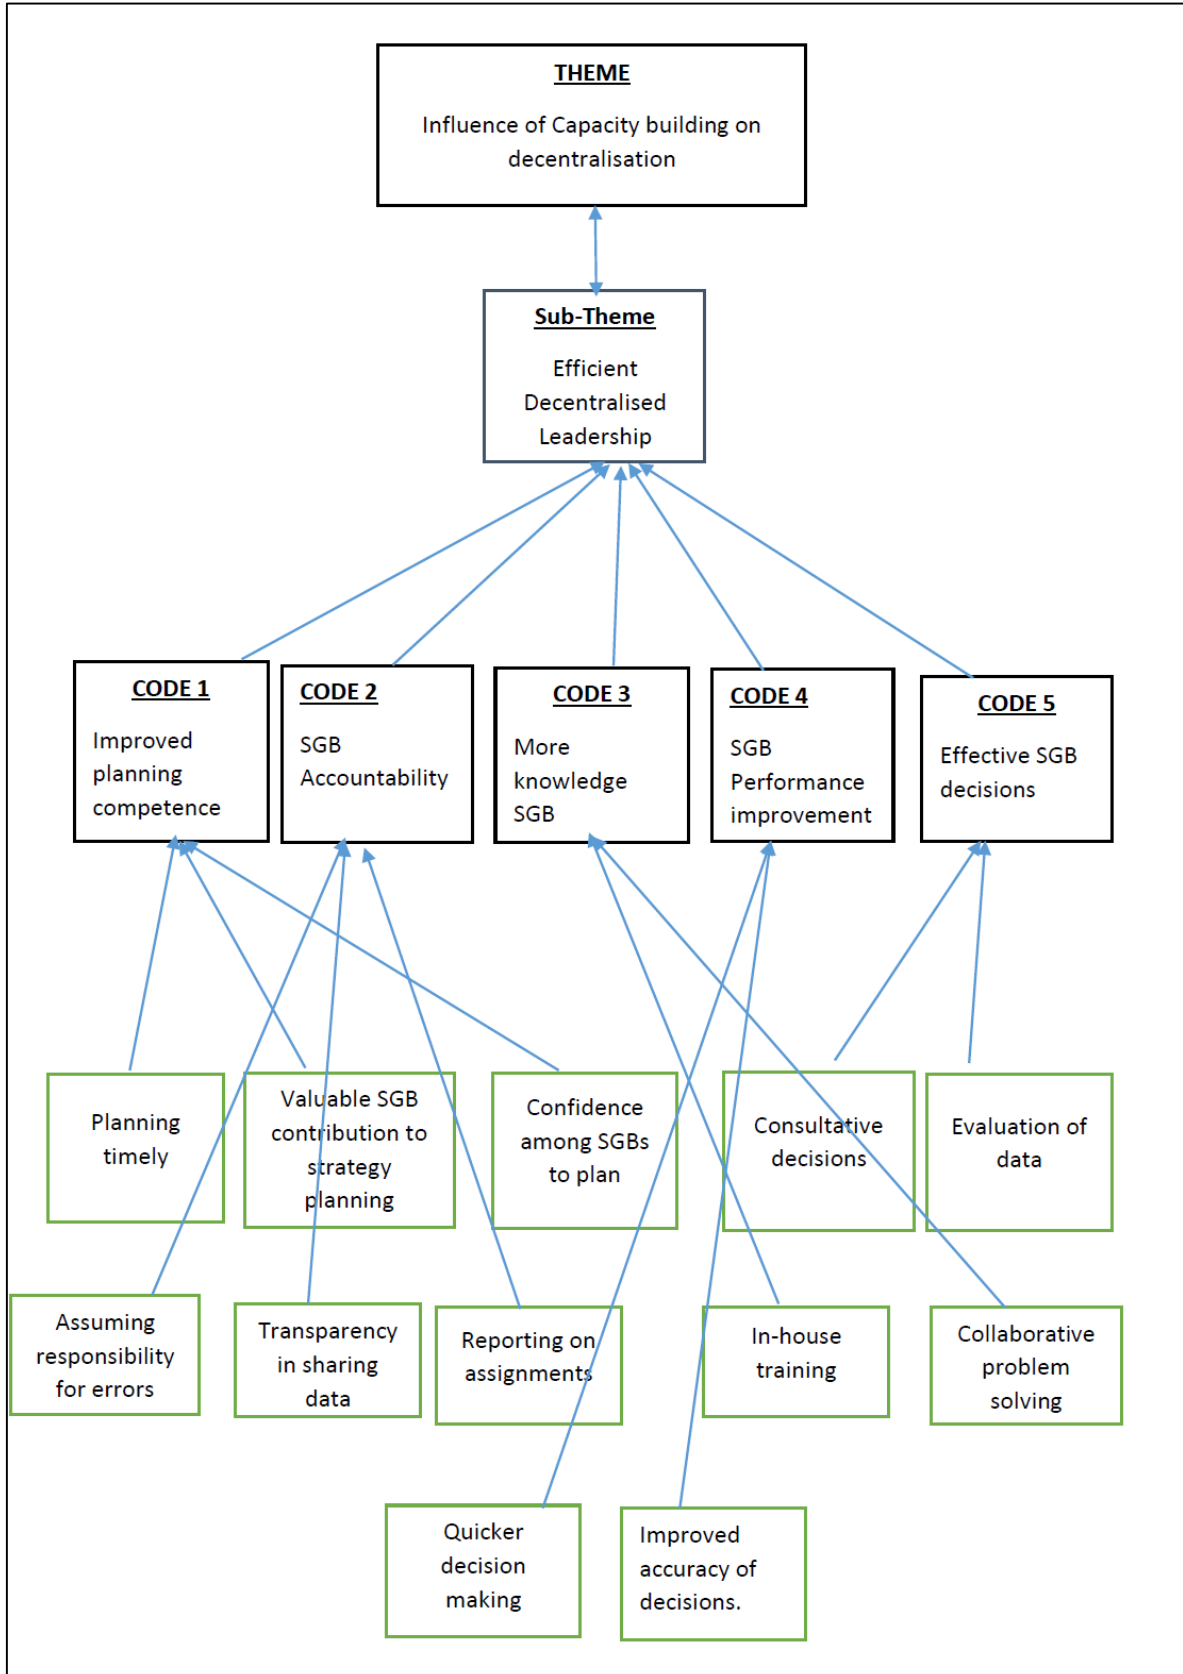 THEME
Influence of Capacity building on
decentralisation
Sub-Theme
Efficient
Decentralised
Leadership
CODE 1
Improved
planning
competence
CODE 2
SGB
Accountability
CODE 3
More
knowledge
SGB
CODE 4
SGB
Performance
improvement
CODE 5
Effective SGB
decisions
Planning
timely
Valuable SGB
contribution to
strategy
planning
Confidence
among SGBs
to plan
Consultative
decisions
Evaluation of
data
Assuming
responsibility
for errors
Transparency
in sharing
data
Reporting on
assignments
In-house
training
Collaborative
problem
solving
Quicker
decision
making
Improved
accuracy of
decisions.